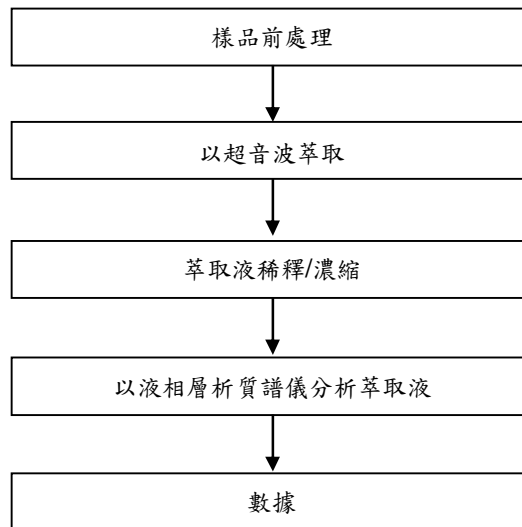 樣品前處理
以超音波萃取
萃取液稀釋/濃縮
以液相層析質譜儀分析萃取液
數據